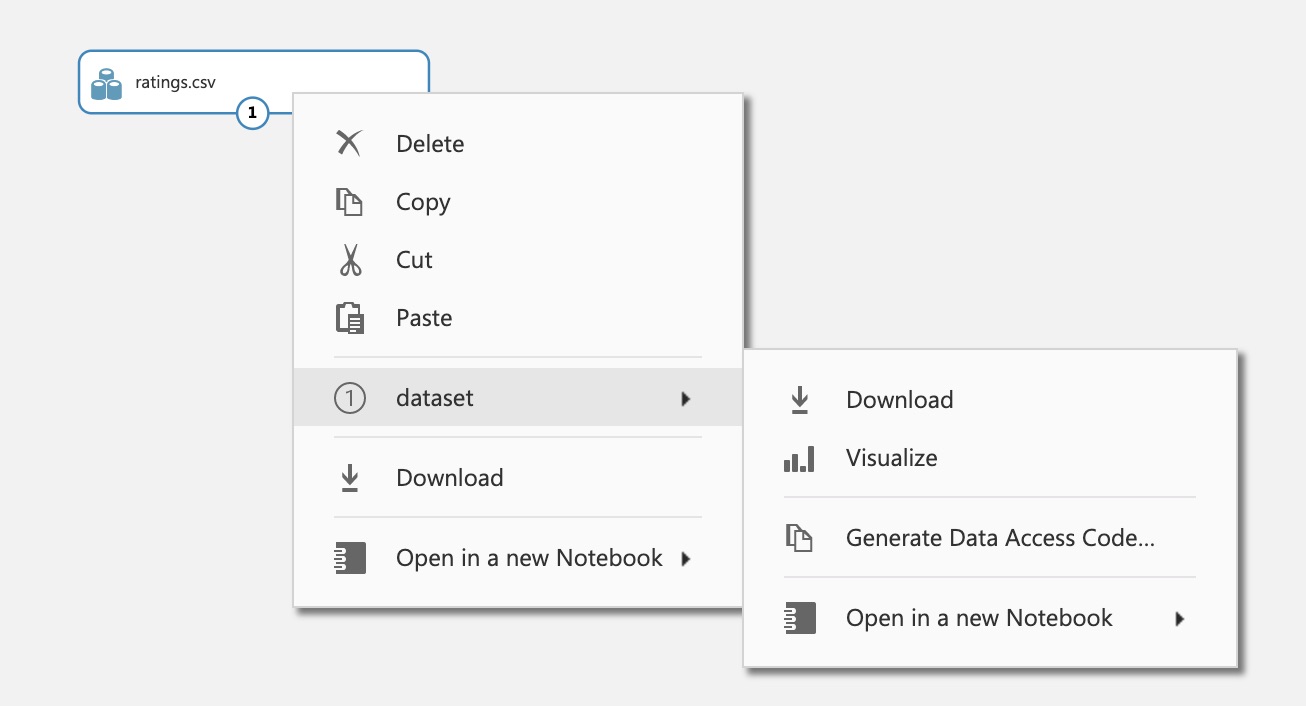 ratings.csv
1
Delete
Copy
Cut
Paste
1 dataset
Download
Open in a new Notebook
Download
Visualize
Generate Data Access Code...
Open in a new Notebook